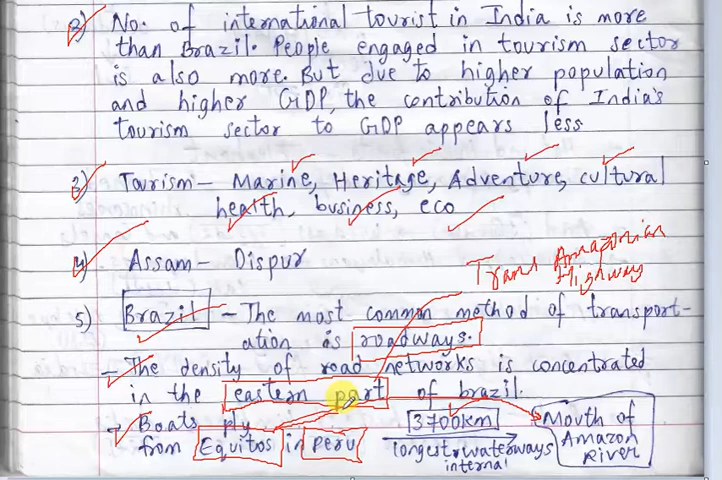 2) No. of international tourist in India is more
than Brazil. People engaged in tourism sector
is also more. But due to higher population
and higher GDP, the contribution of India's
tourism sector to GDP appears less
3) Tourism - Marine, Heritage, Adventure, cultural
health, business, eco
4) Assam - Dispur
Trans Amazonian
Highway
5) Brazil - The most common method of transport-
ation is roadways.
- The density of road networks is concentrated
in the eastern part of brazil.
- Boats ply
from Equitos in peru
3700km
longest waterways
internal
Mouth of
Amazon
River